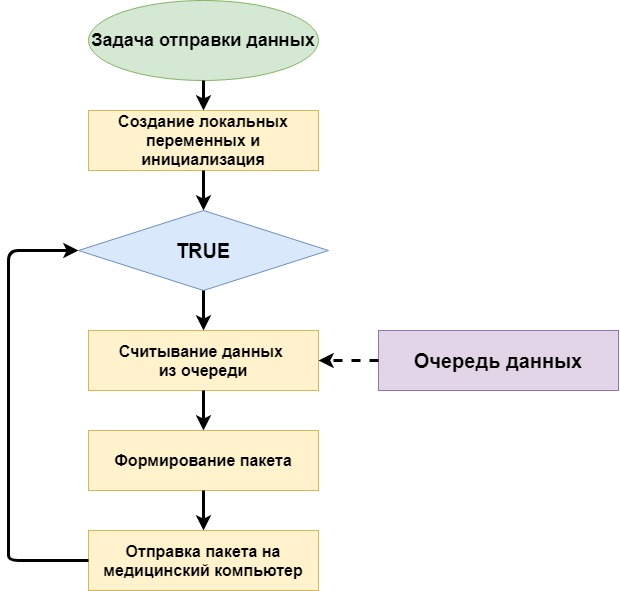 Задача отправки данных
Создание локальных
переменных и
инициализация
TRUE
Считывание данных
из очереди
Очередь данных
Формирование пакета
Отправка пакета на
медицинский компьютер